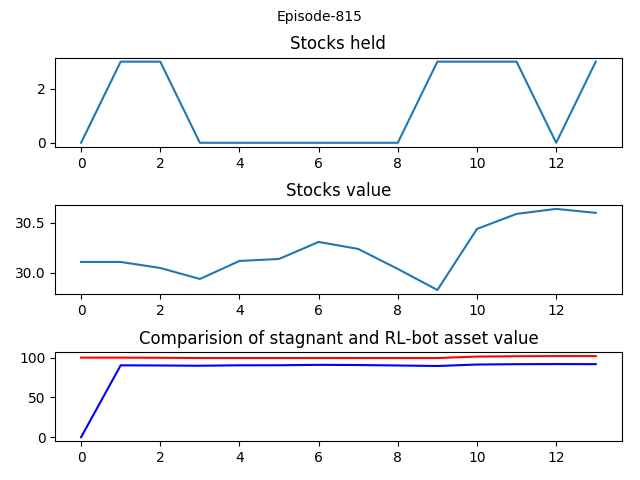 Episode-815
Stocks held
2
0
0 2 4 6 8 10 12
Stocks value
30.5
30.0
0 2 4 6 8 10 12
Comparision of stagnant and RL-bot asset value
100
50
0
0 2 4 6 8 10 12